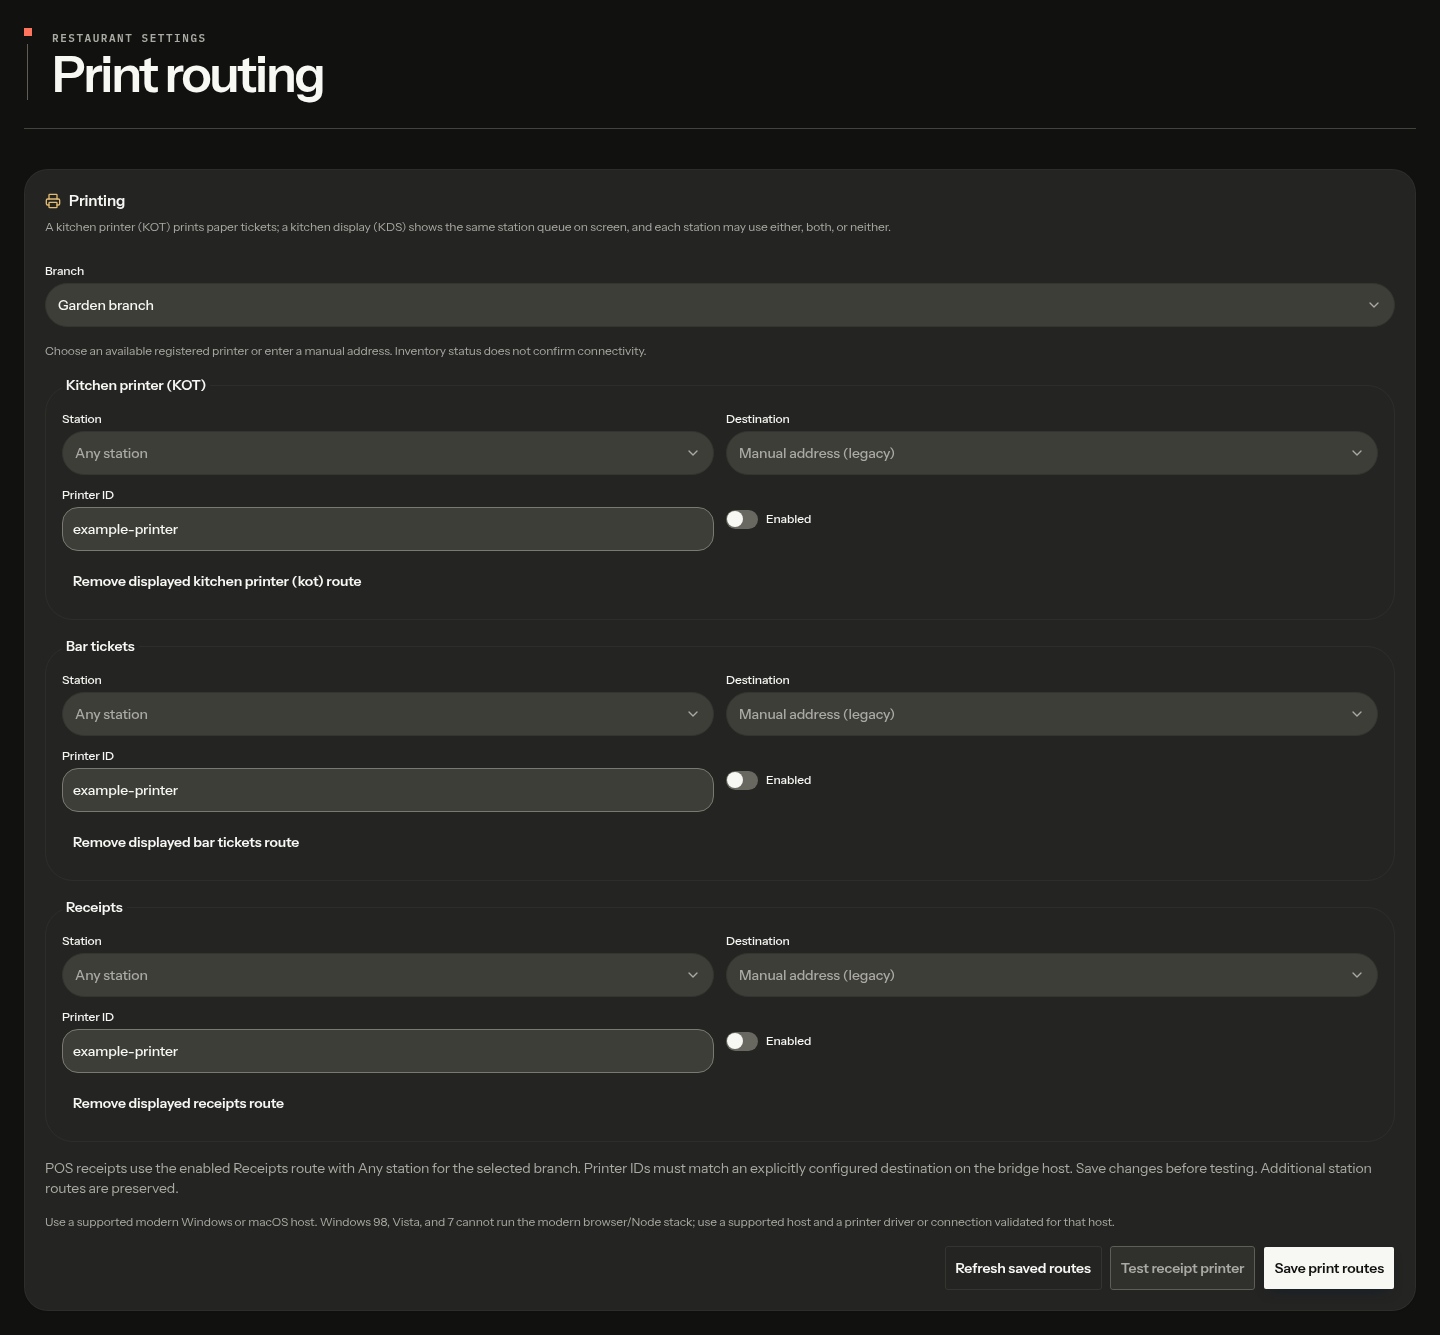 RESTAURANT SETTINGS
Print routing
Printing
A kitchen printer (KOT) prints paper tickets; a kitchen display (KDS) shows the same station queue on screen, and each station may use either, both, or neither.
Branch
Garden branch
Choose an available registered printer or enter a manual address. Inventory status does not confirm connectivity.
Kitchen printer (KOT)
Station
Destination
Any station
Manual address (legacy)
Printer ID
example-printer
Enabled
Remove displayed kitchen printer (kot) route
Bar tickets
Station
Destination
Any station
Manual address (legacy)
Printer ID
example-printer
Enabled
Remove displayed bar tickets route
Receipts
Station
Destination
Any station
Manual address (legacy)
Printer ID
example-printer
Enabled
Remove displayed receipts route
POS receipts use the enabled Receipts route with Any station for the selected branch. Printer IDs must match an explicitly configured destination on the bridge host. Save changes before testing. Additional station
routes are preserved.
Use a supported modern Windows or macOS host. Windows 98, Vista, and 7 cannot run the modern browser/Node stack; use a supported host and a printer driver or connection validated for that host.
Refresh saved routes
Test receipt printer
Save print routes